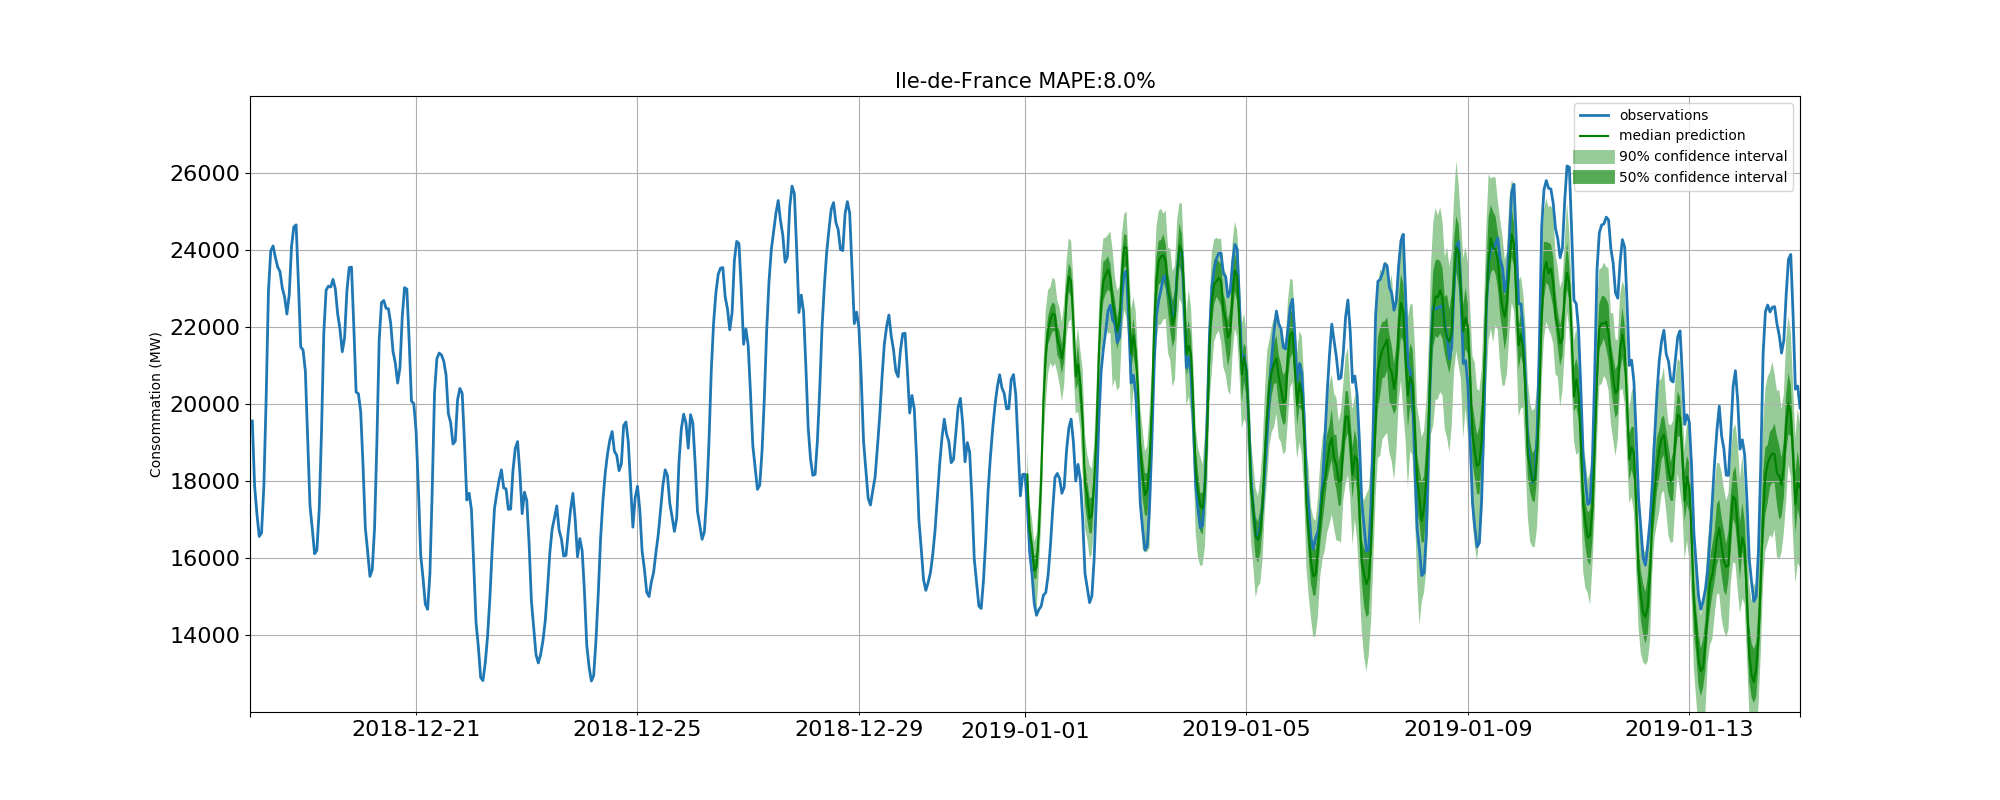 Ile-de-France MAPE:8.0%
observations
median prediction
90% confidence interval
50% confidence interval
Consommation (MW)
26000
24000
22000
20000
18000
16000
14000
2018-12-21
2018-12-25
2018-12-29
2019-01-01
2019-01-05
2019-01-09
2019-01-13